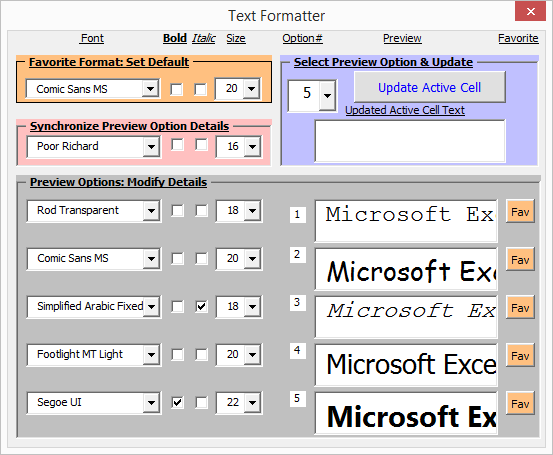 Text Formatter
Font Bold Italic Size Option# Preview Favorite
Favorite Format: Set Default
Comic Sans MS 20
Synchronize Preview Option Details
Poor Richard 16
Select Preview Option & Update
5 Update Active Cell
Updated Active Cell Text
Preview Options: Modify Details
Rod Transparent 18 1 Microsoft Ex Fav
Comic Sans MS 20 2 Microsoft Exc Fav
Simplified Arabic Fixed 18 3 Microsoft Ex Fav
Footlight MT Light 20 4 Microsoft Exce Fav
Segoe UI 22 5 Microsoft Ex Fav